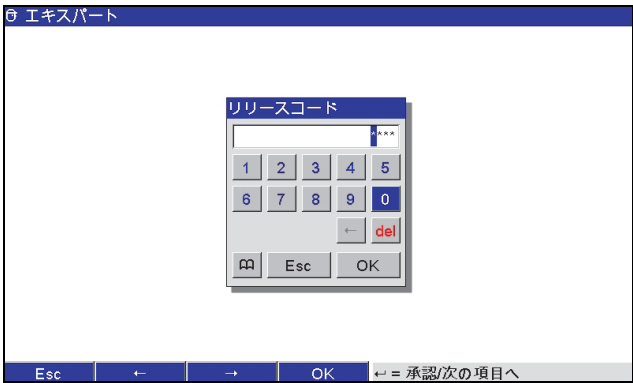 エキスパート
リリースコード
****
1 2 3 4 5
6 7 8 9 0
← del
Esc OK
Esc ← → OK ↵ = 承認/次の項目へ